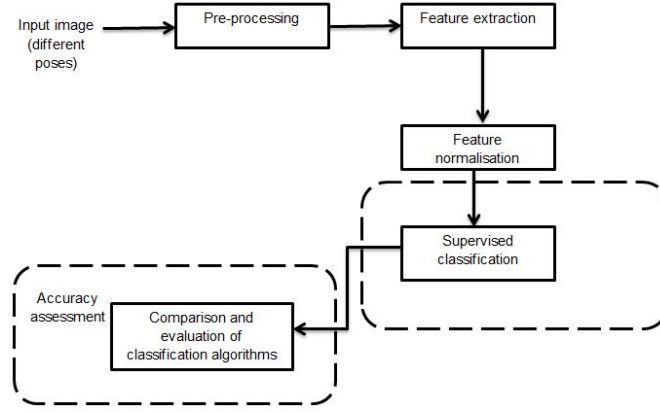 Input image
(different
poses)
Pre-processing
Feature extraction
Feature
normalisation
Supervised
classification
Accuracy
assessment
Comparison and
evaluation of
classification algorithms